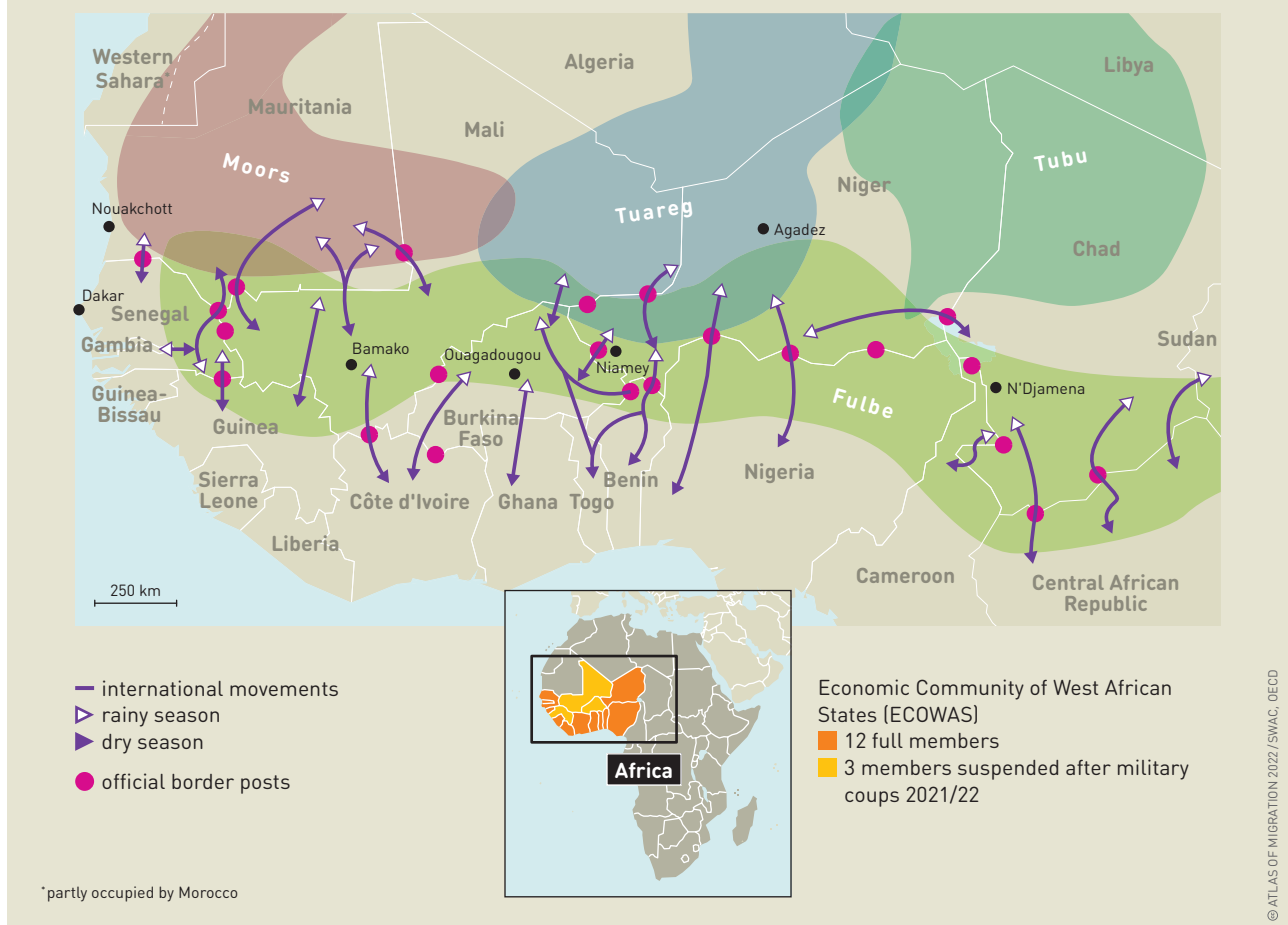 Western
Sahara*
Mauritania
Mali
Algeria
Libya
Moors
Tuareg
Tubu
Niger
Chad
Nouakchott
Agadez
Dakar
Senegal
Gambia
Guinea-
Bissau
Guinea
Bamako
Ouagadougou
Niamey
Burkina
Faso
Fulbe
N'Djamena
Sudan
Sierra
Leone
Côte d'Ivoire
Ghana
Togo
Benin
Nigeria
Liberia
Cameroon
Central African
Republic
250 km
international movements
rainy season
dry season
official border posts
Africa
Economic Community of West African
States (ECOWAS)
12 full members
3 members suspended after military
coups 2021/22
*partly occupied by Morocco
ATLAS OF MIGRATION 2022 / SWAC, OECD